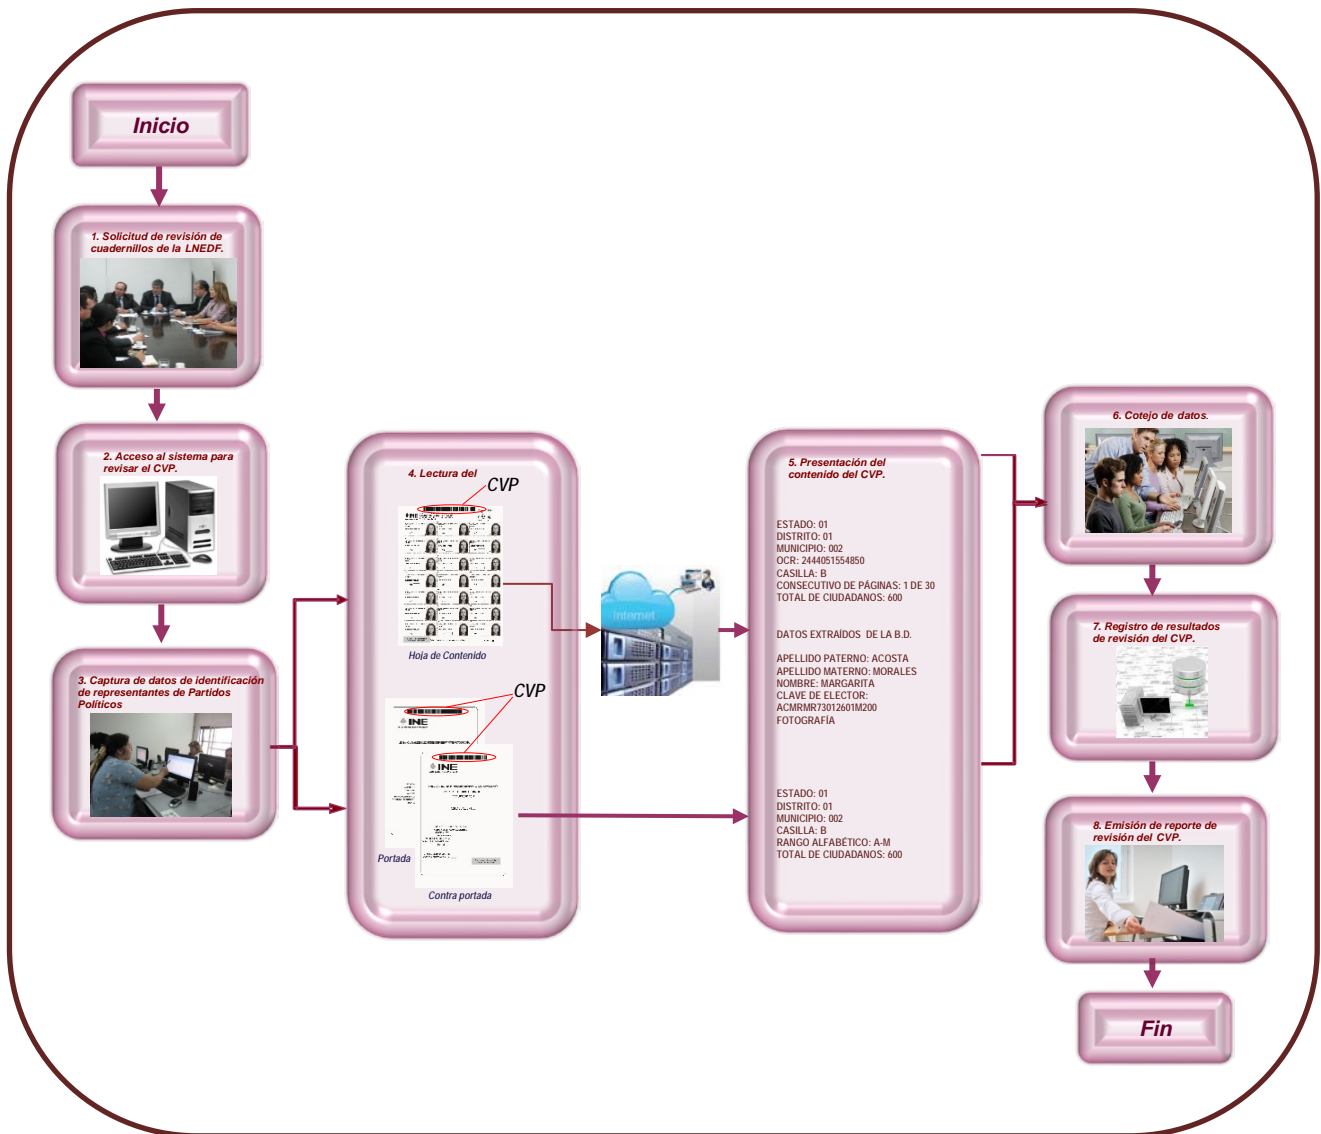 Inicio
1. Solicitud de revisión de
cuadernillos de la LNEDF.
2. Acceso al sistema para
revisar el CVP.
3. Captura de datos de identificación
de representantes de Partidos
Políticos
4. Lectura del
CVP
INE
Hoja de Contenido
CVP
INE
INE
Portada
Contra portada
Internet
5. Presentación del
contenido del CVP.
ESTADO: 01
DISTRITO: 01
MUNICIPIO: 002
OCR: 2444051554850
CASILLA: B
CONSECUTIVO DE PÁGINAS: 1 DE 30
TOTAL DE CIUDADANOS: 600
DATOS EXTRAÍDOS DE LA B.D.
APELLIDO PATERNO: ACOSTA
APELLIDO MATERNO: MORALES
NOMBRE: MARGARITA
CLAVE DE ELECTOR:
ACMRMR73012601M200
FOTOGRAFÍA
ESTADO: 01
DISTRITO: 01
MUNICIPIO: 002
CASILLA: B
RANGO ALFABÉTICO: A-M
TOTAL DE CIUDADANOS: 600
6. Cotejo de datos.
7. Registro de resultados
de revisión del CVP.
8. Emisión de reporte de
revisión del CVP.
Fin